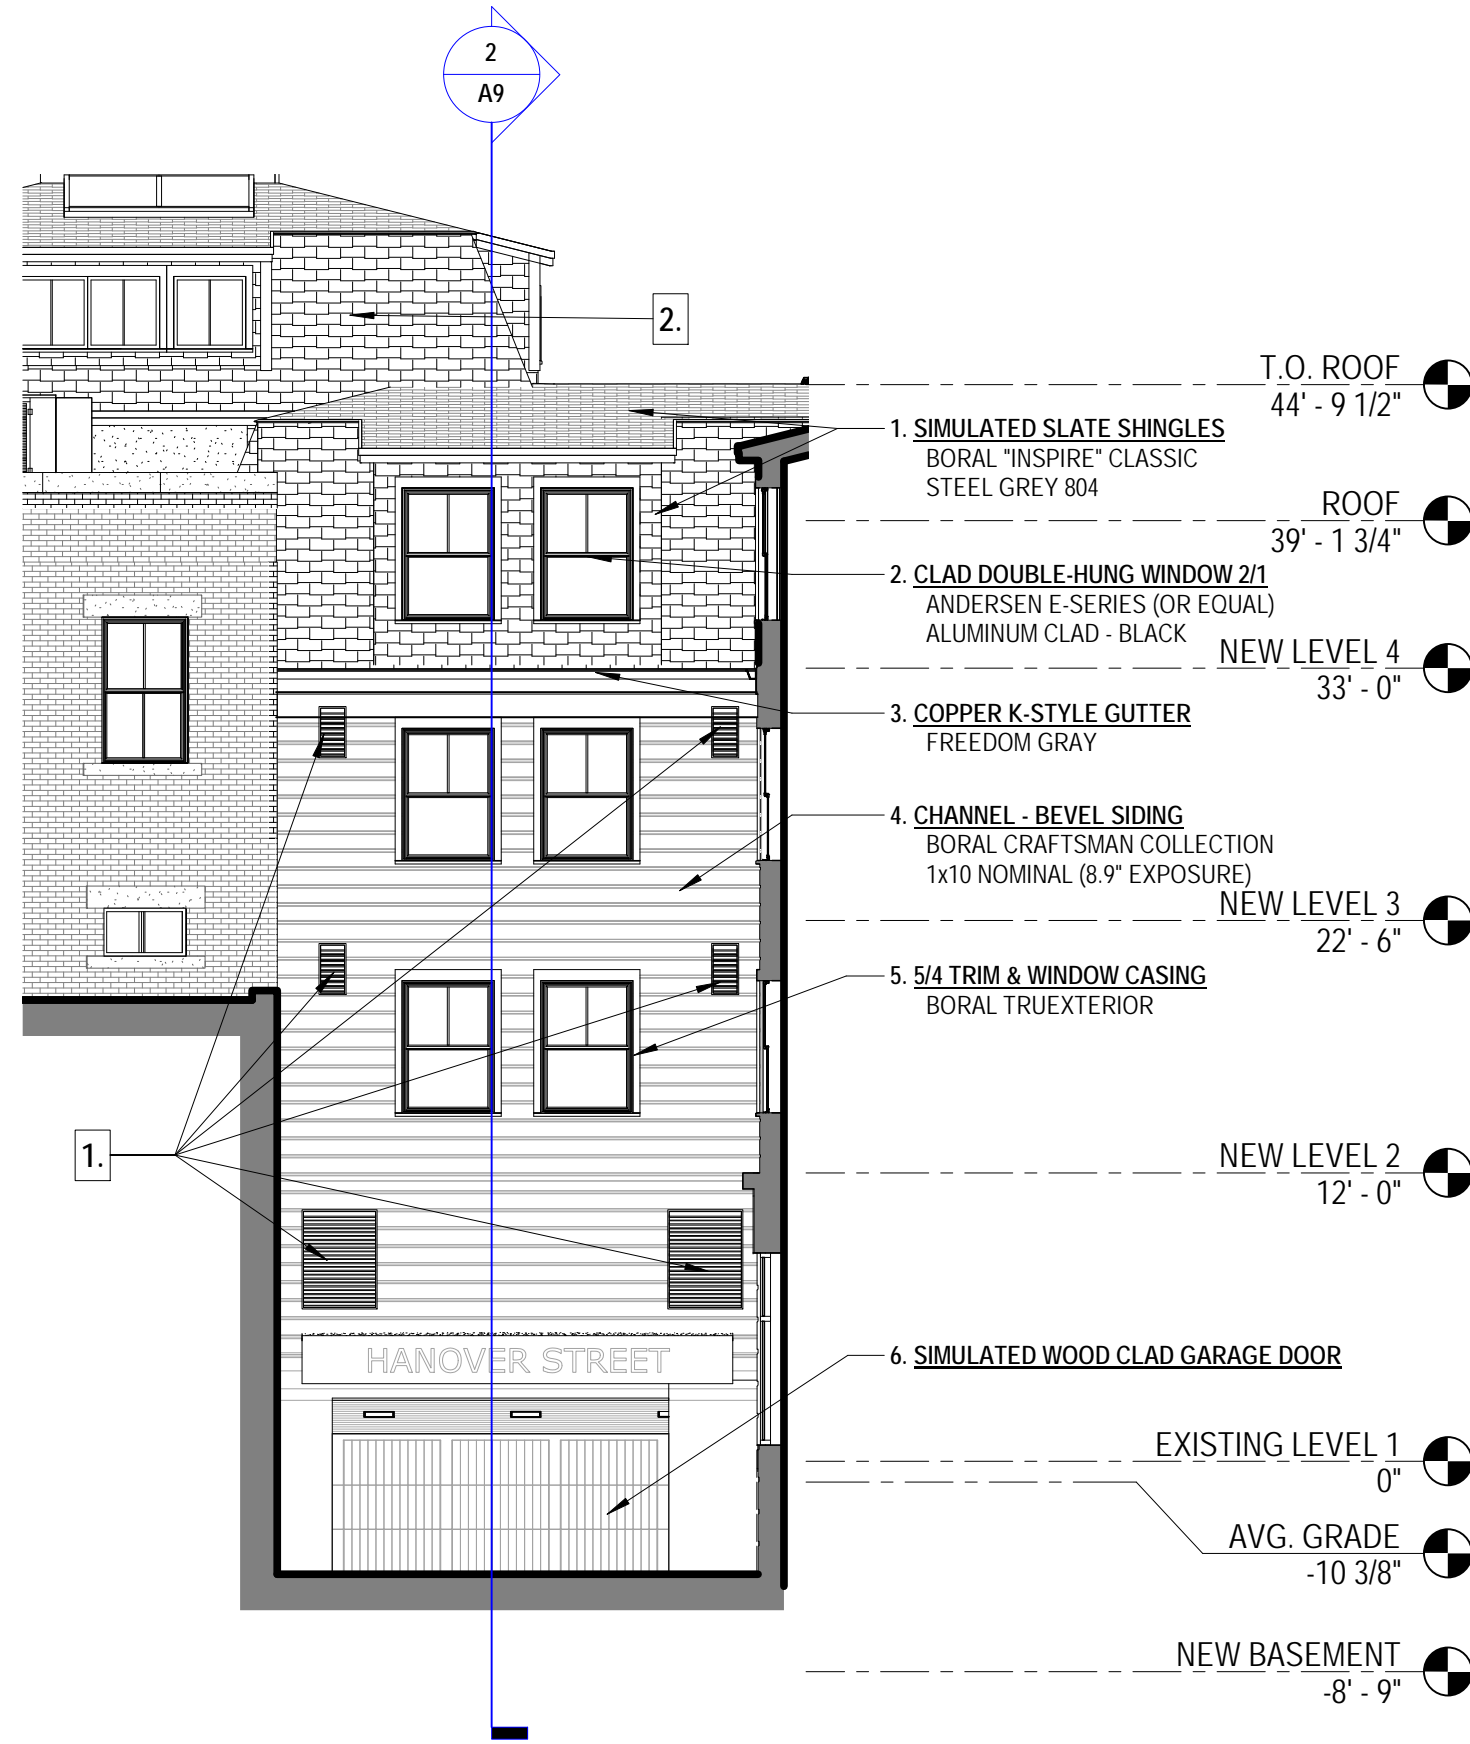 2
A9
2.
T.O. ROOF
44' - 9 1/2"
1. SIMULATED SLATE SHINGLES
BORAL "INSPIRE" CLASSIC
STEEL GREY 804
ROOF
39' - 1 3/4"
2. CLAD DOUBLE-HUNG WINDOW 2/1
ANDERSEN E-SERIES (OR EQUAL)
ALUMINUM CLAD - BLACK
NEW LEVEL 4
33' - 0"
3. COPPER K-STYLE GUTTER
FREEDOM GRAY
4. CHANNEL - BEVEL SIDING
BORAL CRAFTSMAN COLLECTION
1x10 NOMINAL (8.9" EXPOSURE)
NEW LEVEL 3
22' - 6"
5. 5/4 TRIM & WINDOW CASING
BORAL TRUEXTERIOR
1.
NEW LEVEL 2
12' - 0"
HANOVER STREET
6. SIMULATED WOOD CLAD GARAGE DOOR
EXISTING LEVEL 1
0"
AVG. GRADE
-10 3/8"
NEW BASEMENT
-8' - 9"